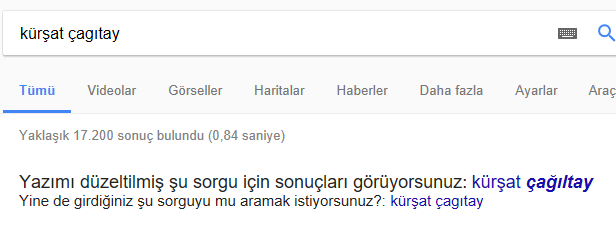 kürşat çagıtay
Tümü Videolar Görseller Haritalar Haberler Daha fazla Ayarlar Araç
Yaklaşık 17.200 sonuç bulundu (0,84 saniye)
Yazımı düzeltilmiş şu sorgu için sonuçları görüyorsunuz: kürşat çağıltay
Yine de girdiğiniz şu sorguyu mu aramak istiyorsunuz?: kürşat çagıtay